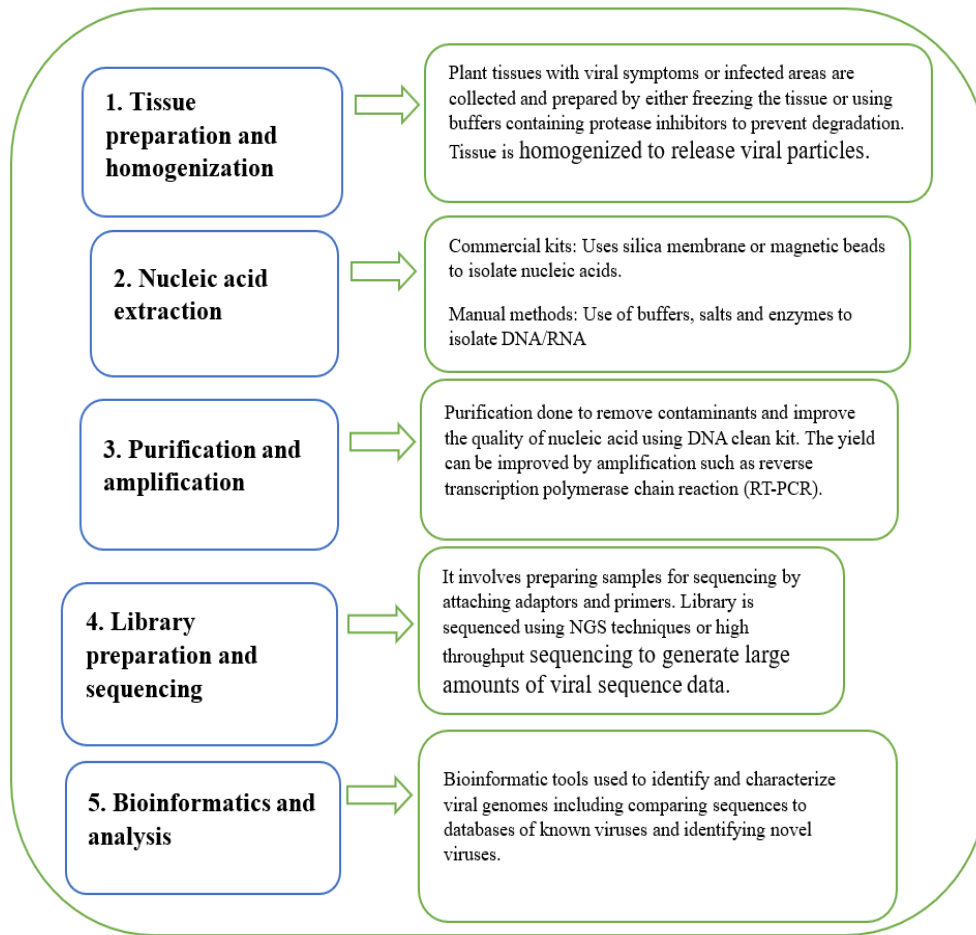 1. Tissue
preparation and
homogenization
Plant tissues with viral symptoms or infected areas are
collected and prepared by either freezing the tissue or using
buffers containing protease inhibitors to prevent degradation.
Tissue is homogenized to release viral particles.
2. Nucleic acid
extraction
Commercial kits: Uses silica membrane or magnetic beads
to isolate nucleic acids.
Manual methods: Use of buffers, salts and enzymes to
isolate DNA/RNA
3. Purification and
amplification
Purification done to remove contaminants and improve
the quality of nucleic acid using DNA clean kit. The yield
can be improved by amplification such as reverse
transcription polymerase chain reaction (RT-PCR).
4. Library
preparation and
sequencing
It involves preparing samples for sequencing by
attaching adaptors and primers. Library is
sequenced using NGS techniques or high
throughput sequencing to generate large
amounts of viral sequence data.
5. Bioinformatics and
analysis
Bioinformatic tools used to identify and characterize
viral genomes including comparing sequences to
databases of known viruses and identifying novel
viruses.